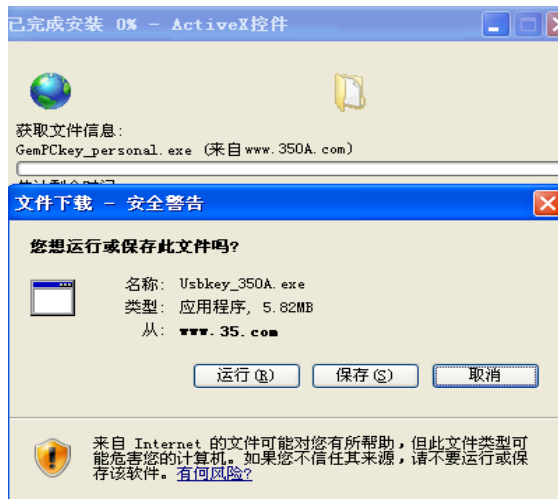 已完成安装 0% - ActiveX控件
获取文件信息:
GemPCkey_personal.exe (来自www.350A.com)
文件下载 - 安全警告
您想运行或保存此文件吗?
名称: Usbkey_350A.exe
类型: 应用程序, 5.82MB
从: www.35.com
运行(R) 保存(S) 取消
来自 Internet 的文件可能对您有所帮助，但此文件类型可
能危害您的计算机。如果您不信任其来源，请不要运行或保
存该软件。有何风险?